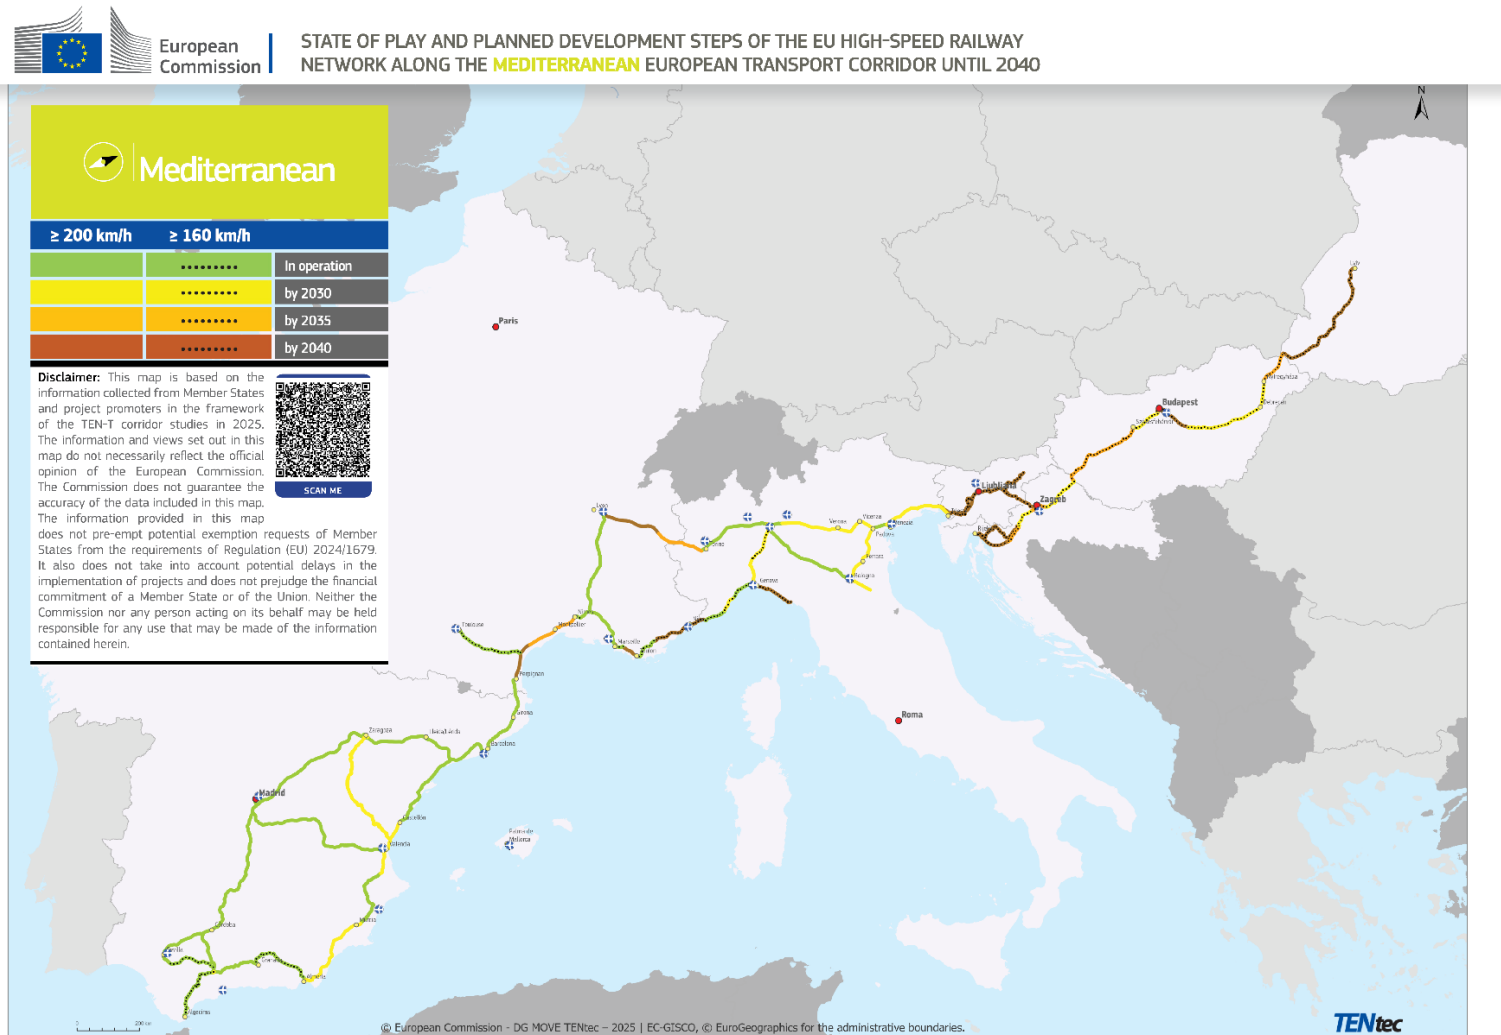 European
Commission
STATE OF PLAY AND PLANNED DEVELOPMENT STEPS OF THE EU HIGH-SPEED RAILWAY
NETWORK ALONG THE MEDITERRANEAN EUROPEAN TRANSPORT CORRIDOR UNTIL 2040
N
Mediterranean
≥ 200 km/h ≥ 160 km/h
In operation
by 2030
by 2035
by 2040
Disclaimer: This map is based on the
information collected from Member States
and project promoters in the framework
of the TEN-T corridor studies in 2025.
The information and views set out in this
map do not necessarily reflect the official
opinion of the European Commission.
The Commission does not guarantee the
accuracy of the data included in this map.
The information provided in this map
does not pre-empt potential exemption requests of Member
States from the requirements of Regulation (EU) 2024/1679.
It also does not take into account potential delays in the
implementation of projects and does not prejudge the financial
commitment of a Member State or of the Union. Neither the
Commission nor any person acting on its behalf may be held
responsible for any use that may be made of the information
contained herein.
SCAN ME
Paris
Budapest
Ljubljana
Zagreb
Lyon
Verona
Vicenza
Venezia
Padova
Ferrara
Bologna
Genova
Toulouse
Montpellier
Marseille
Perpignan
Girona
Barcelona
Zaragoza
Madrid
Castellón
Valencia
Palma de
Mallorca
Roma
Córdoba
Granada
Almería
Algeciras
0 200 km
© European Commission - DG MOVE TENtec – 2025 | EC-GISCO, © EuroGeographics for the administrative boundaries.
TENtec